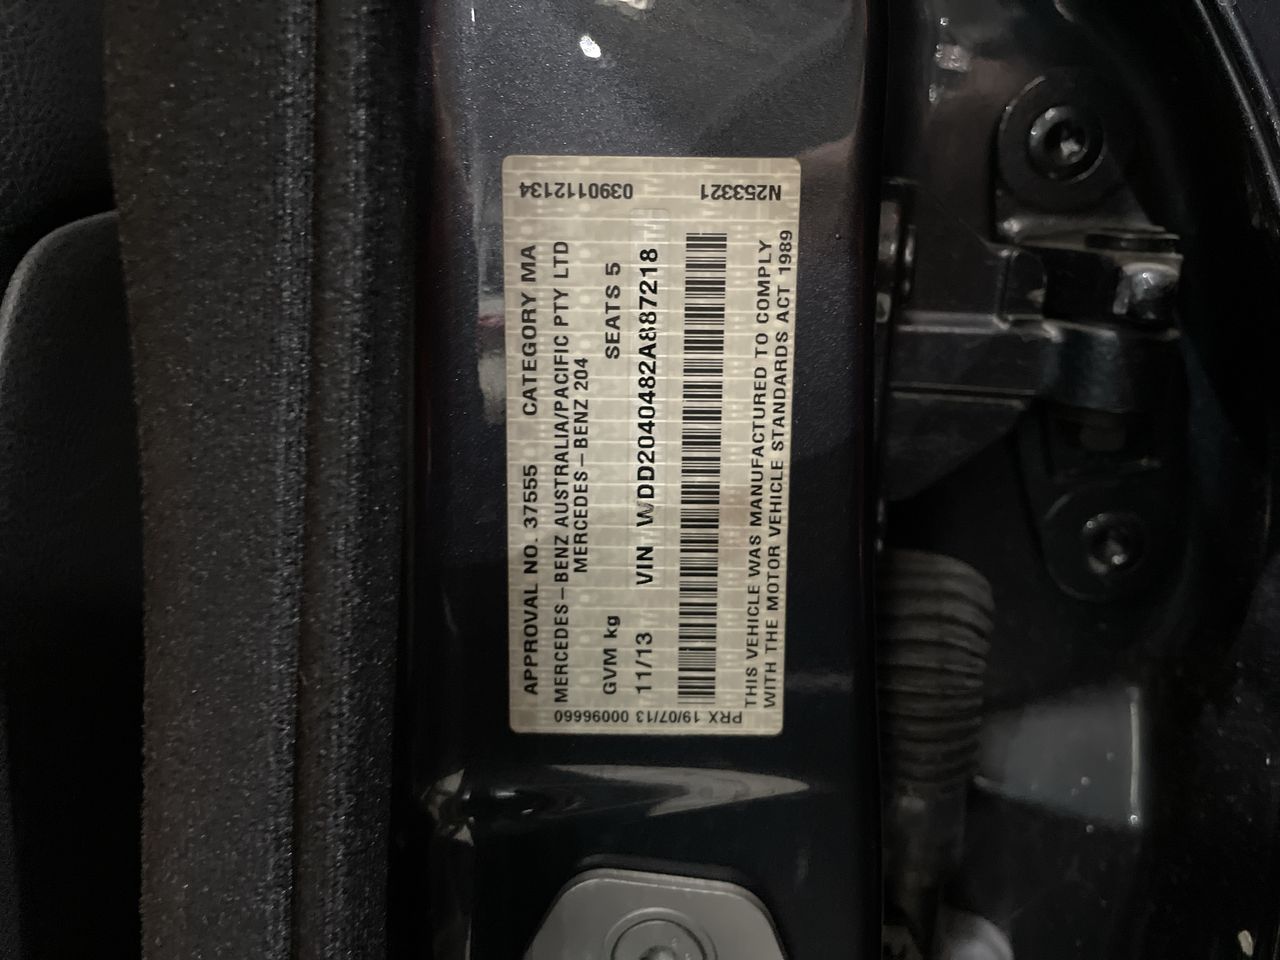 APPROVAL NO. 37555 CATEGORY MA
MERCEDES-BENZ AUSTRALIA/PACIFIC PTY LTD
MERCEDES-BENZ 204
GVM kg SEATS 5
11/13 VIN WDD2040482A887218
THIS VEHICLE WAS MANUFACTURED TO COMPLY
WITH THE MOTOR VEHICLE STANDARDS ACT 1989
0390112134 N253321
PRX 19/07/13 00096660